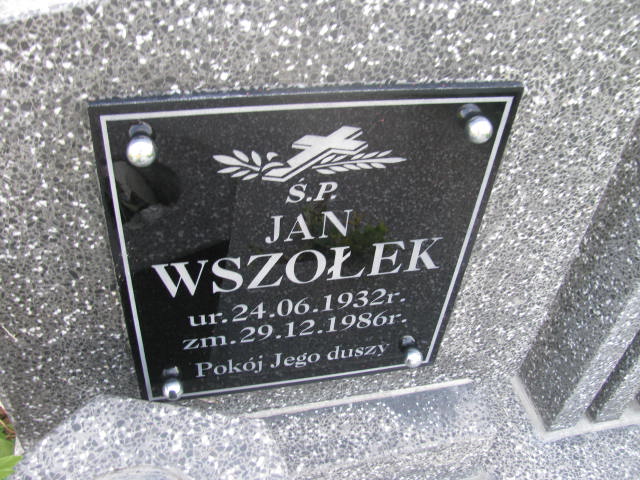 Ś.P.
JAN
WSZOŁEK
ur.24.06.1932r.
zm.29.12.1986r.
Pokój Jego duszy